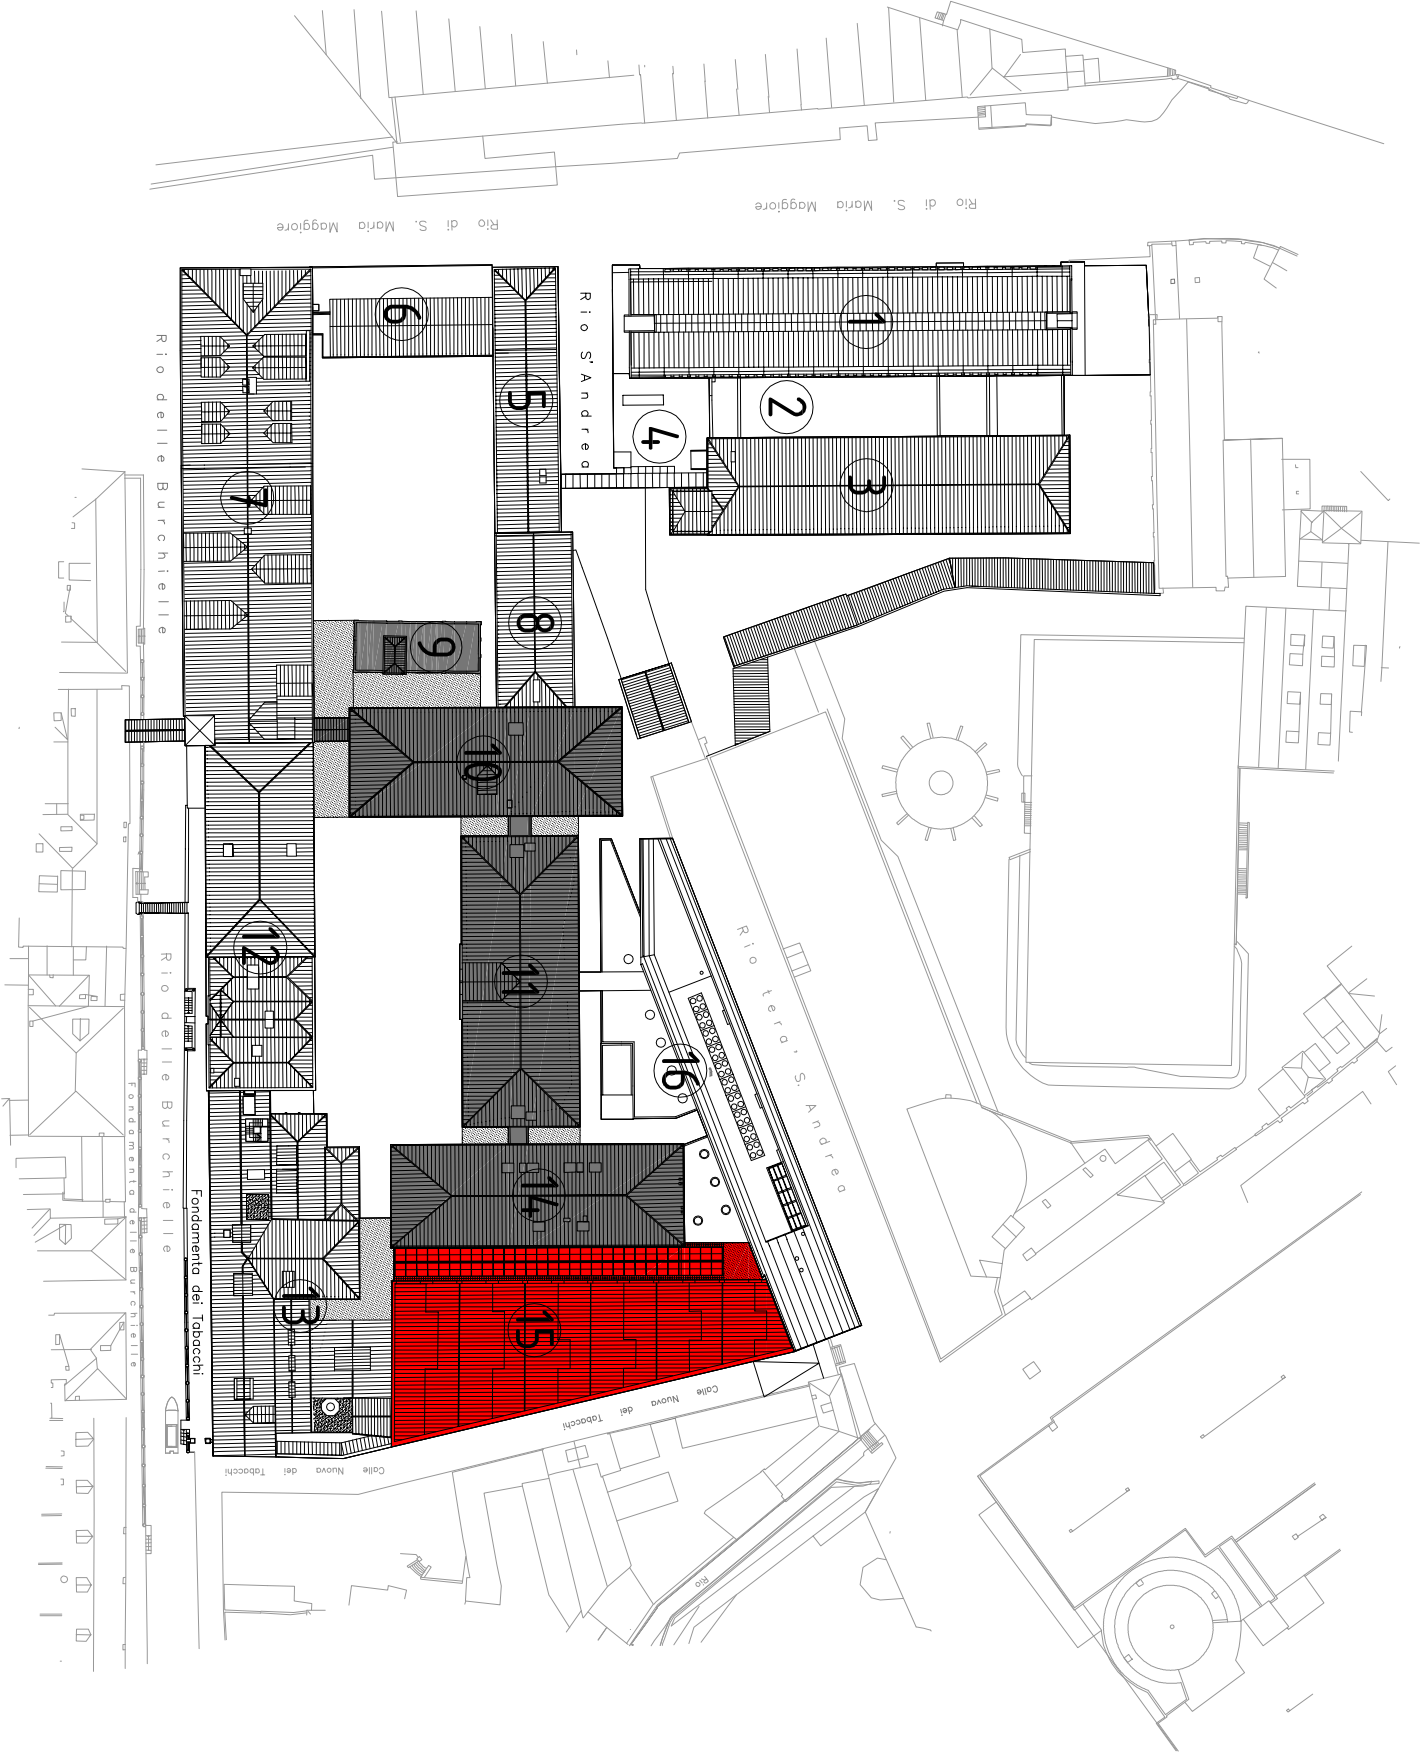 Rio di S. Maria Maggiore
Rio di S. Maria Maggiore
1
2
3
4
5
6
7
8
9
10
11
12
13
14
15
16
Rio S'Andrea
Rio delle Burchielle
Rio delle Burchielle
Fondamenta delle Burchielle
Fondamenta dei Tabacchi
Rio tera' S. Andrea
Calle Nuova dei Tabacchi
Calle Nuova dei Tabacchi
Rio